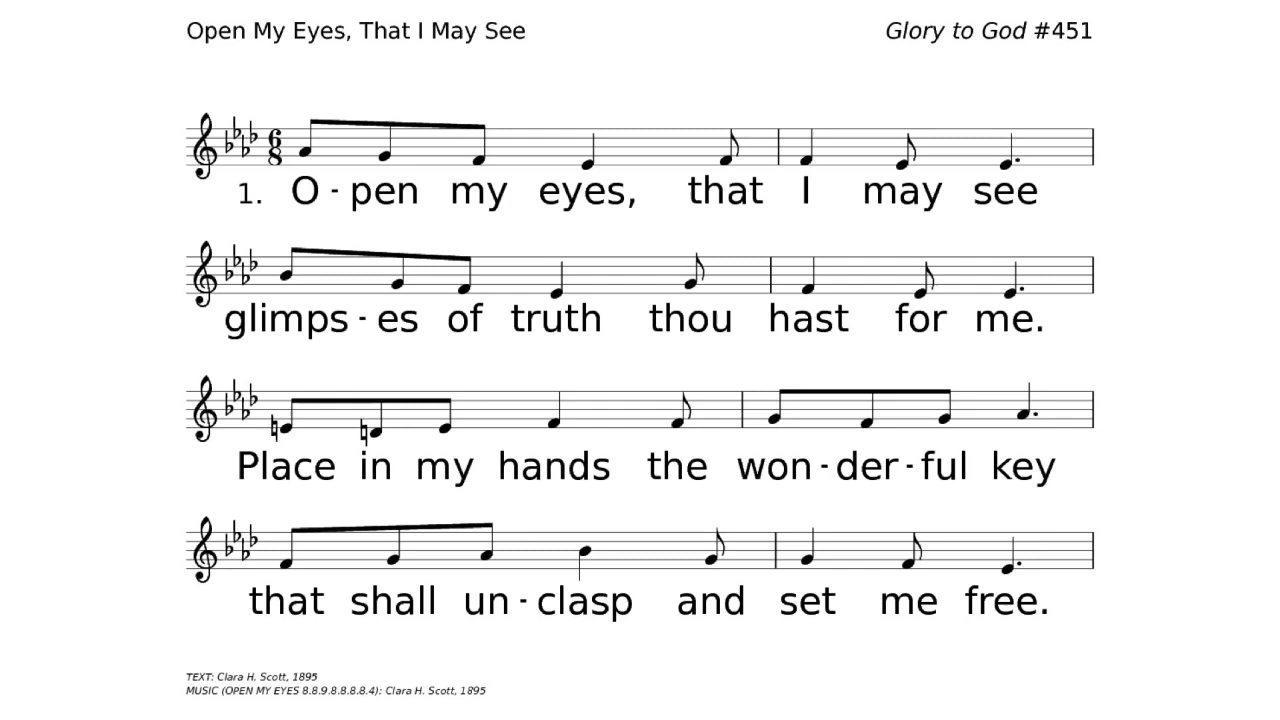 Open My Eyes, That I May See Glory to God #451
6
8
1. O - pen my eyes, that I may see
glimps - es of truth thou hast for me.
Place in my hands the won - der - ful key
that shall un - clasp and set me free.
TEXT: Clara H. Scott, 1895
MUSIC (OPEN MY EYES 8.8.9.8.8.8.8.4): Clara H. Scott, 1895